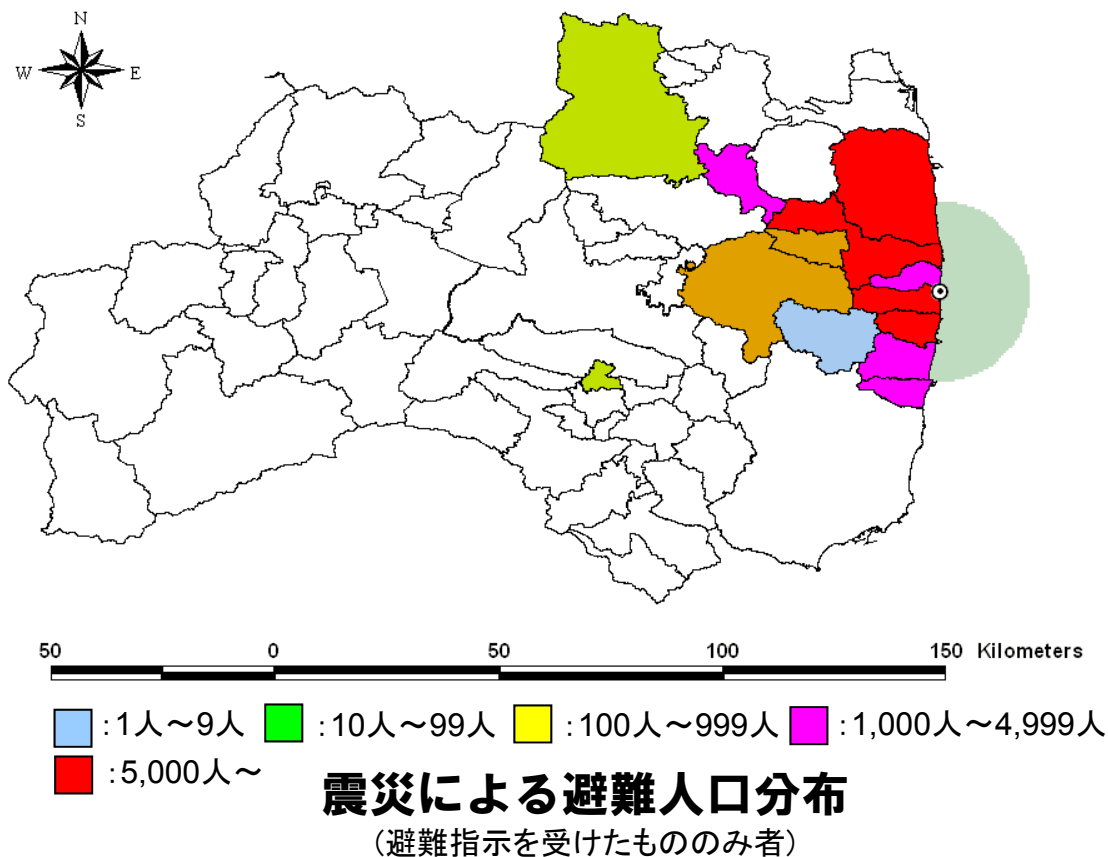 N
W E
S
50 0 50 100 150 Kilometers
:1人～9人 :10人～99人 :100人～999人 :1,000人～4,999人
:5,000人～
震災による避難人口分布
(避難指示を受けたもののみ者)